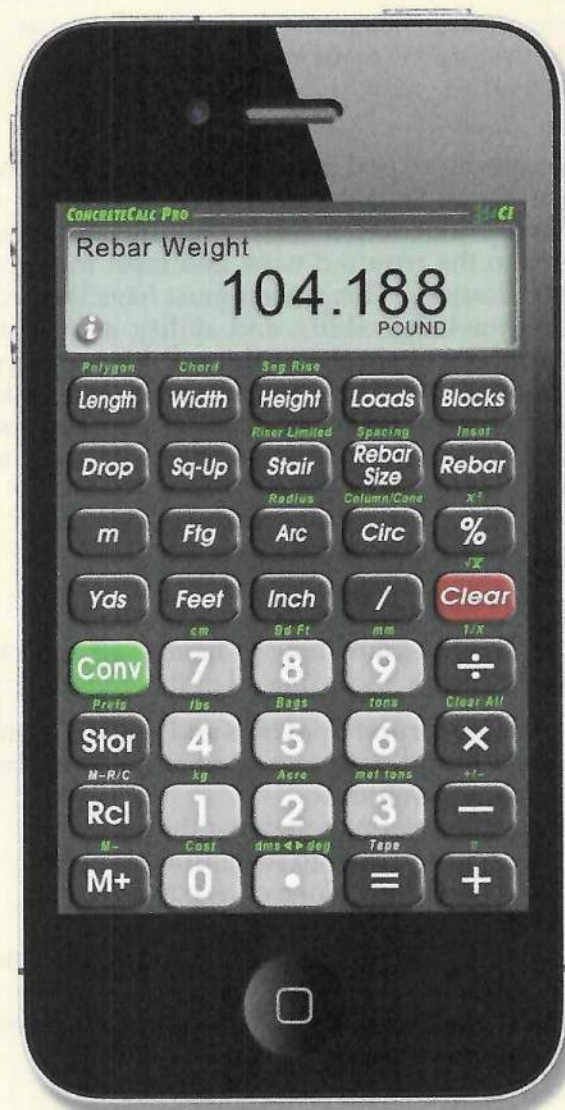 CONCRETECALC PRO CI
Rebar Weight
104.188
i POUND
Polygon Chord Seg Rise
Length Width Height Loads Blocks
Riser Limited Spacing Inset
Drop Sq-Up Stair Rebar Size Rebar
Radius Column/Cone x²
m Ftg Arc Circ %
√x
Yds Feet Inch / Clear
cm Bd Ft mm 1/x
Conv 7 8 9 ÷
Prefs lbs Bags tons Clear All
Stor 4 5 6 ×
M-R/C kg Acre met tons +/-
Rcl 1 2 3 −
M- Cost dms◄►deg Tape
M+ 0 • = +